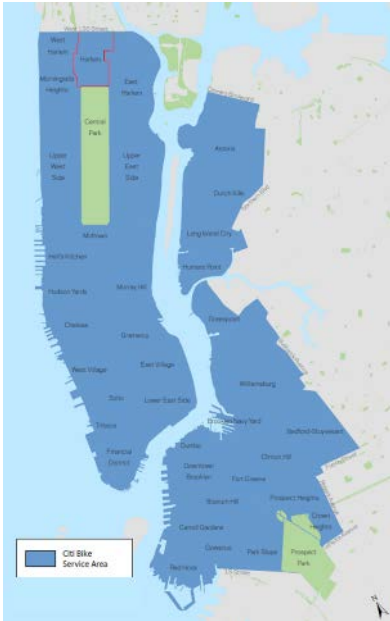 West 130 Street
West
Harlem
Harlem
Morningside
Heights
East
Harlem
Central
Park
Astoria
Upper
West
Side
Upper
East
Side
Dutch Kills
Long Island City
Midtown
Hell's Kitchen
Hunters Point
Hudson Yards
Murray Hill
Greenpoint
Chelsea
Gramercy
West Village
East Village
Williamsburg
Soho
Lower East Side
Tribeca
Brooklyn Navy Yard
Bedford-Stuyvesant
Financial
District
Dumbo
Clinton Hill
Downtown
Brooklyn
Fort Greene
Boerum Hill
Prospect Heights
Crown
Heights
Carroll Gardens
Gowanus
Park Slope
Prospect
Park
Red Hook
Citi Bike
Service Area
N